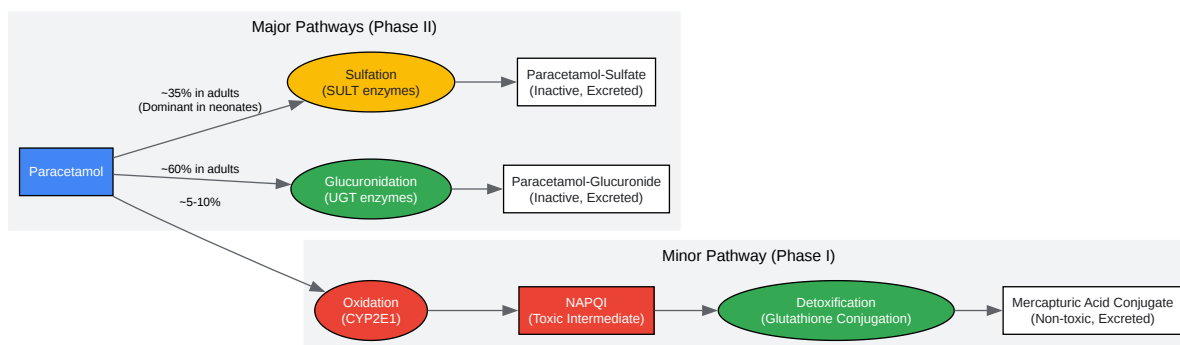 Major Pathways (Phase II)
Sulfation
(SULT enzymes)
Paracetamol-Sulfate
(Inactive, Excreted)
~35% in adults
(Dominant in neonates)
Paracetamol
~60% in adults
Glucuronidation
(UGT enzymes)
Paracetamol-Glucuronide
(Inactive, Excreted)
~5-10%
Minor Pathway (Phase I)
Oxidation
(CYP2E1)
NAPQI
(Toxic Intermediate)
Detoxification
(Glutathione Conjugation)
Mercapturic Acid Conjugate
(Non-toxic, Excreted)